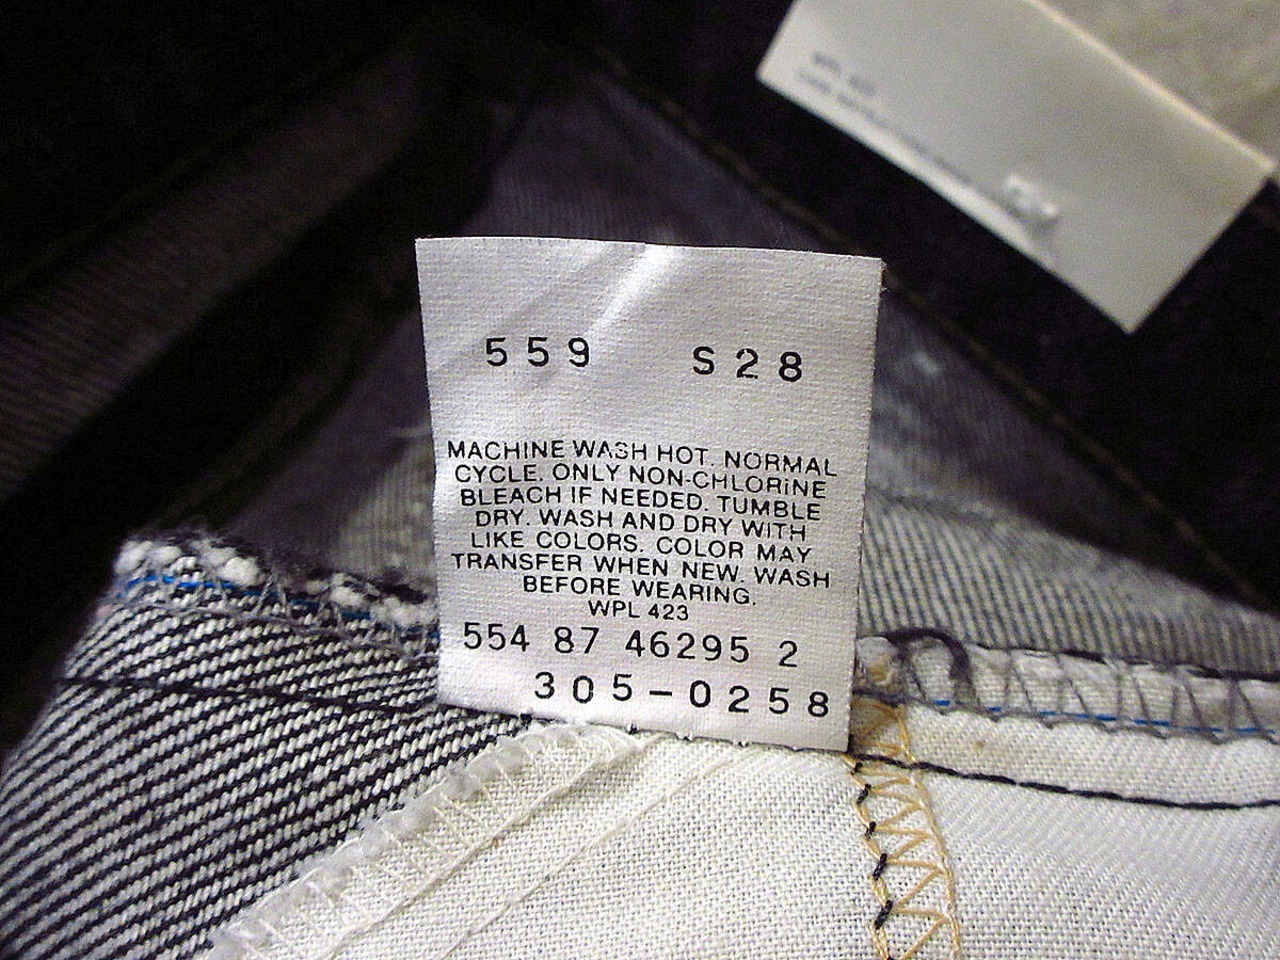 559 S28
MACHINE WASH HOT. NORMAL
CYCLE. ONLY NON-CHLORINE
BLEACH IF NEEDED. TUMBLE
DRY. WASH AND DRY WITH
LIKE COLORS. COLOR MAY
TRANSFER WHEN NEW. WASH
BEFORE WEARING.
WPL 423
554 87 46295 2
305-0258